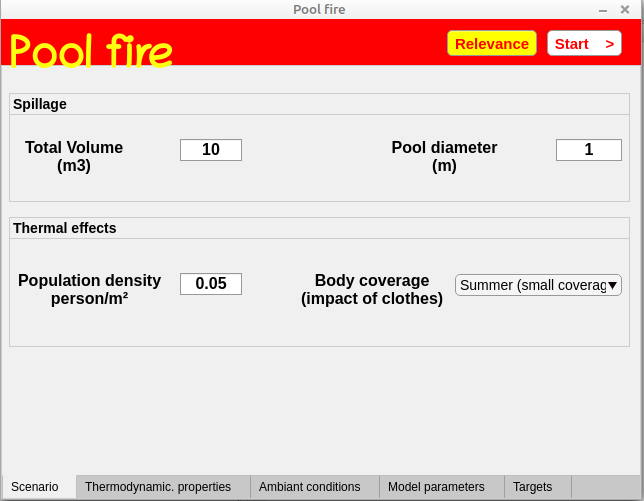 Pool fire
Pool fire
Relevance
Start >
Spillage
Total Volume
(m3)
10
Pool diameter
(m)
1
Thermal effects
Population density
person/m²
0.05
Body coverage
(impact of clothes)
Summer (small coverag
Scenario
Thermodynamic. properties
Ambiant conditions
Model parameters
Targets